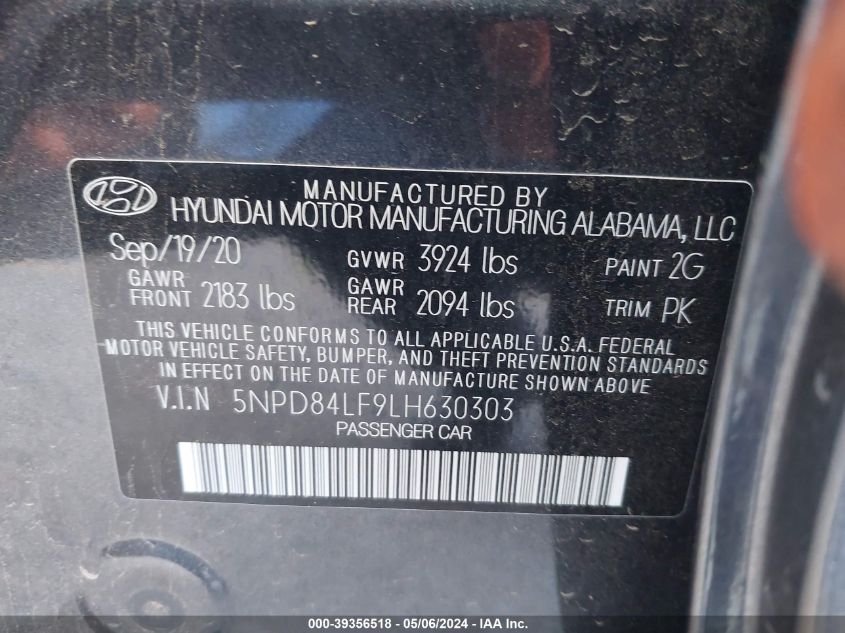 MANUFACTURED BY
HYUNDAI MOTOR MANUFACTURING ALABAMA, LLC
Sep/19/20 GVWR 3924 lbs PAINT 2G
GAWR FRONT 2183 lbs GAWR REAR 2094 lbs TRIM PK
THIS VEHICLE CONFORMS TO ALL APPLICABLE U.S.A. FEDERAL
MOTOR VEHICLE SAFETY, BUMPER, AND THEFT PREVENTION STANDARDS
IN EFFECT ON THE DATE OF MANUFACTURE SHOWN ABOVE
V.I.N 5NPD84LF9LH630303
PASSENGER CAR
000-39356518 - 05/06/2024 - IAAI.com